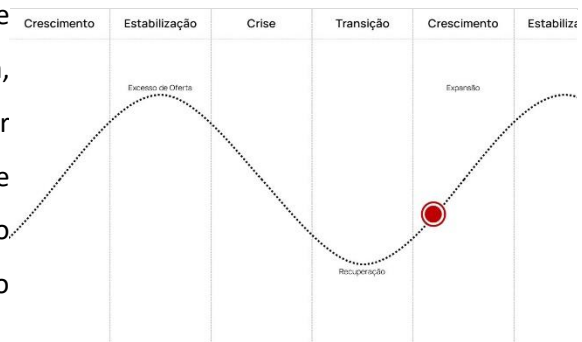 Crescimento Estabilização Crise Transição Crescimento
Excesso de Oferta
Expansão
Recuperação